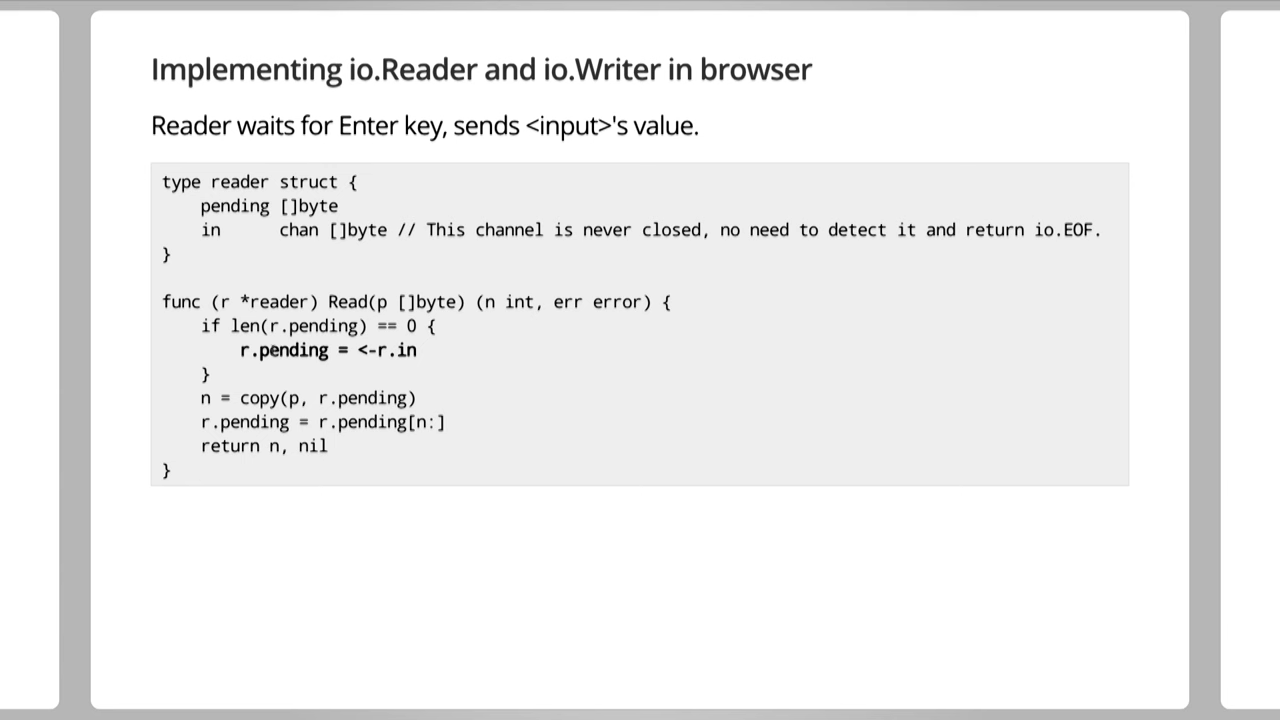 Implementing io.Reader and io.Writer in browser
Reader waits for Enter key, sends <input>'s value.
type reader struct {
    pending []byte
    in      chan []byte // This channel is never closed, no need to detect it and return io.EOF.
}

func (r *reader) Read(p []byte) (n int, err error) {
    if len(r.pending) == 0 {
        r.pending = <-r.in
    }
    n = copy(p, r.pending)
    r.pending = r.pending[n:]
    return n, nil
}